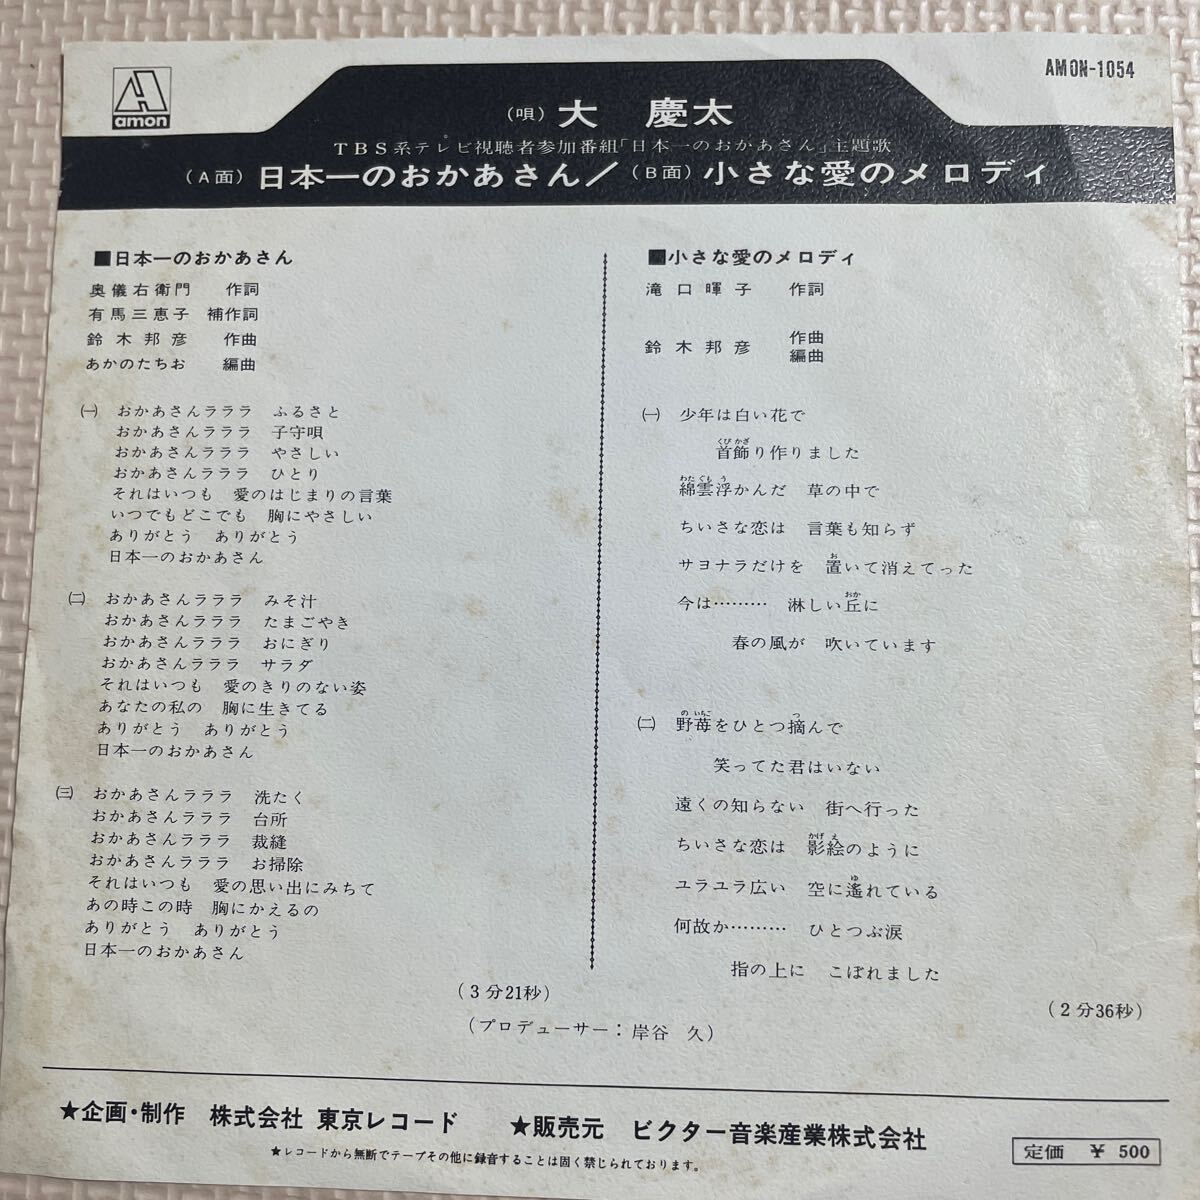 AMON-1054
amon
(唄) 大 慶太
TBS系テレビ視聴者参加番組「日本一のおかあさん」主題歌
(A面) 日本一のおかあさん/(B面) 小さな愛のメロディ
■日本一のおかあさん
奥儀右衛門 作詞
有馬三恵子 補作詞
鈴木邦彦 作曲
あかのたちお 編曲
㈠ おかあさんラララ ふるさと
おかあさんラララ 子守唄
おかあさんラララ やさしい
おかあさんラララ ひとり
それはいつも 愛のはじまりの言葉
いつでもどこでも 胸にやさしい
ありがとう ありがとう
日本一のおかあさん
㈡ おかあさんラララ みそ汁
おかあさんラララ たまごやき
おかあさんラララ おにぎり
おかあさんラララ サラダ
それはいつも 愛のきりのない姿
あなたの私の 胸に生きてる
ありがとう ありがとう
日本一のおかあさん
㈢ おかあさんラララ 洗たく
おかあさんラララ 台所
おかあさんラララ 裁縫
おかあさんラララ お掃除
それはいつも 愛の思い出にみちて
あの時この時 胸にかえるの
ありがとう ありがとう
日本一のおかあさん
(3分21秒)
(プロデューサー:岸谷 久)
■小さな愛のメロディ
滝口暉子 作詞
鈴木邦彦 作曲
編曲
㈠ 少年は白い花で
くび かざ
首飾り作りました
わた ぐも う
綿雲浮かんだ 草の中で
ちいさな恋は 言葉も知らず
お
サヨナラだけを 置いて消えてった
おか
今は……… 淋しい丘に
春の風が 吹いています
の いちご つ
㈡ 野苺をひとつ摘んで
笑ってた君はいない
遠くの知らない 街へ行った
かげ え
ちいさな恋は 影絵のように
ゆ
ユラユラ広い 空に遙れている
何故か……… ひとつぶ涙
指の上に こぼれました
(2分36秒)
★企画・制作 株式会社 東京レコード ★販売元 ビクター音楽産業株式会社
★レコードから無断でテープその他に録音することは固く禁じられております。
定価 ¥ 500